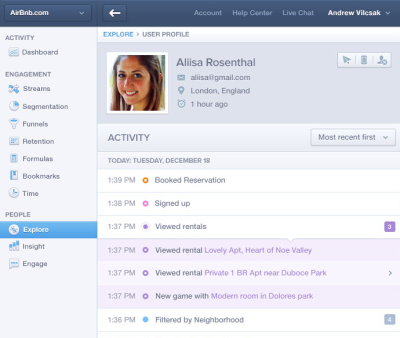 AirBnb.com
Account Help Center Live Chat Andrew Vilcsak
ACTIVITY
Dashboard
ENGAGEMENT
Streams
Segmentation
Funnels
Retention
Formulas
Bookmarks
Time
PEOPLE
Explore
Insight
Engage
EXPLORE › USER PROFILE
Aliisa Rosenthal
aliisa@gmail.com
London, England
1 hour ago
ACTIVITY
Most recent first
TODAY: TUESDAY, DECEMBER 18
1:39 PM Booked Reservation
1:38 PM Signed up
1:37 PM Viewed rentals 3
1:37 PM Viewed rental Lovely Apt, Heart of Noe Valley
1:37 PM Viewed rental Private 1 BR Apt near Duboce Park
1:37 PM New game with Modern room in Dolores park
1:36 PM Filtered by Neighborhood 4